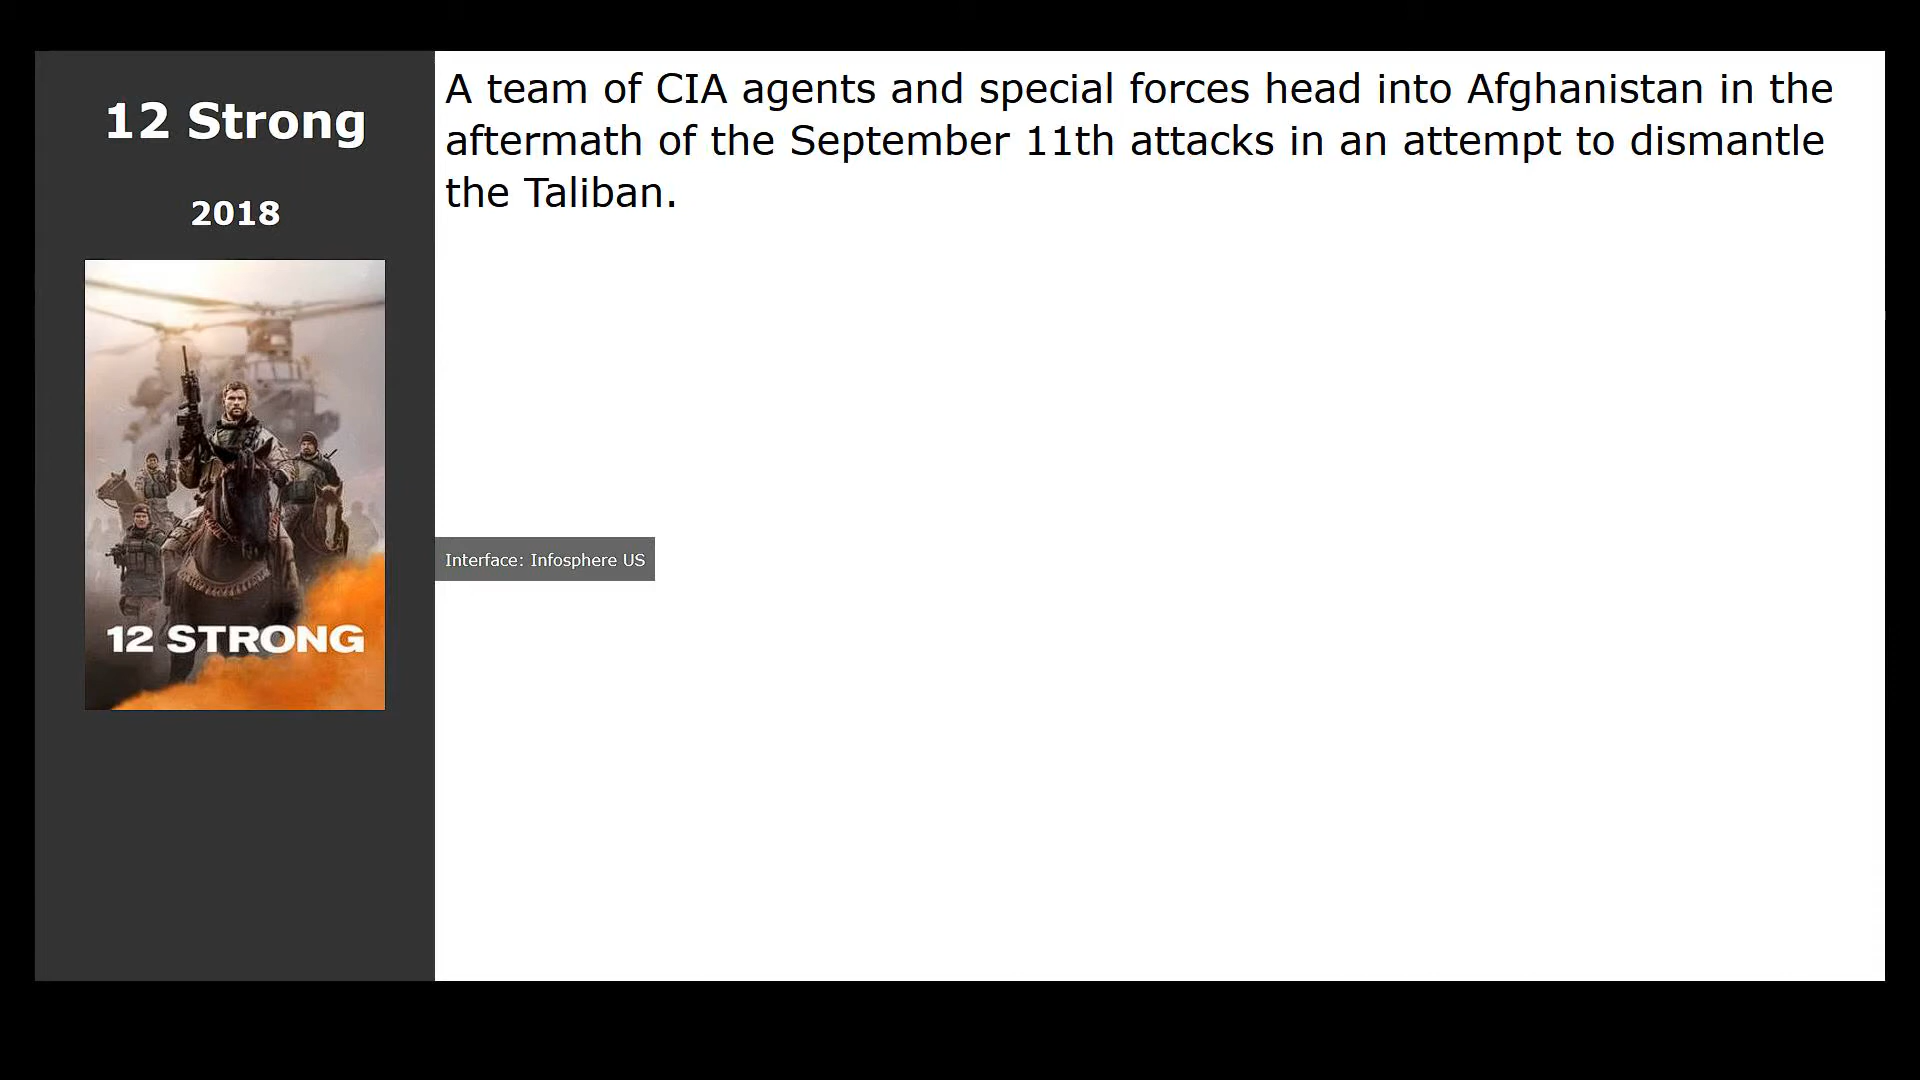 12 Strong
2018
12 STRONG
A team of CIA agents and special forces head into Afghanistan in the
aftermath of the September 11th attacks in an attempt to dismantle
the Taliban.
Interface: Infosphere US